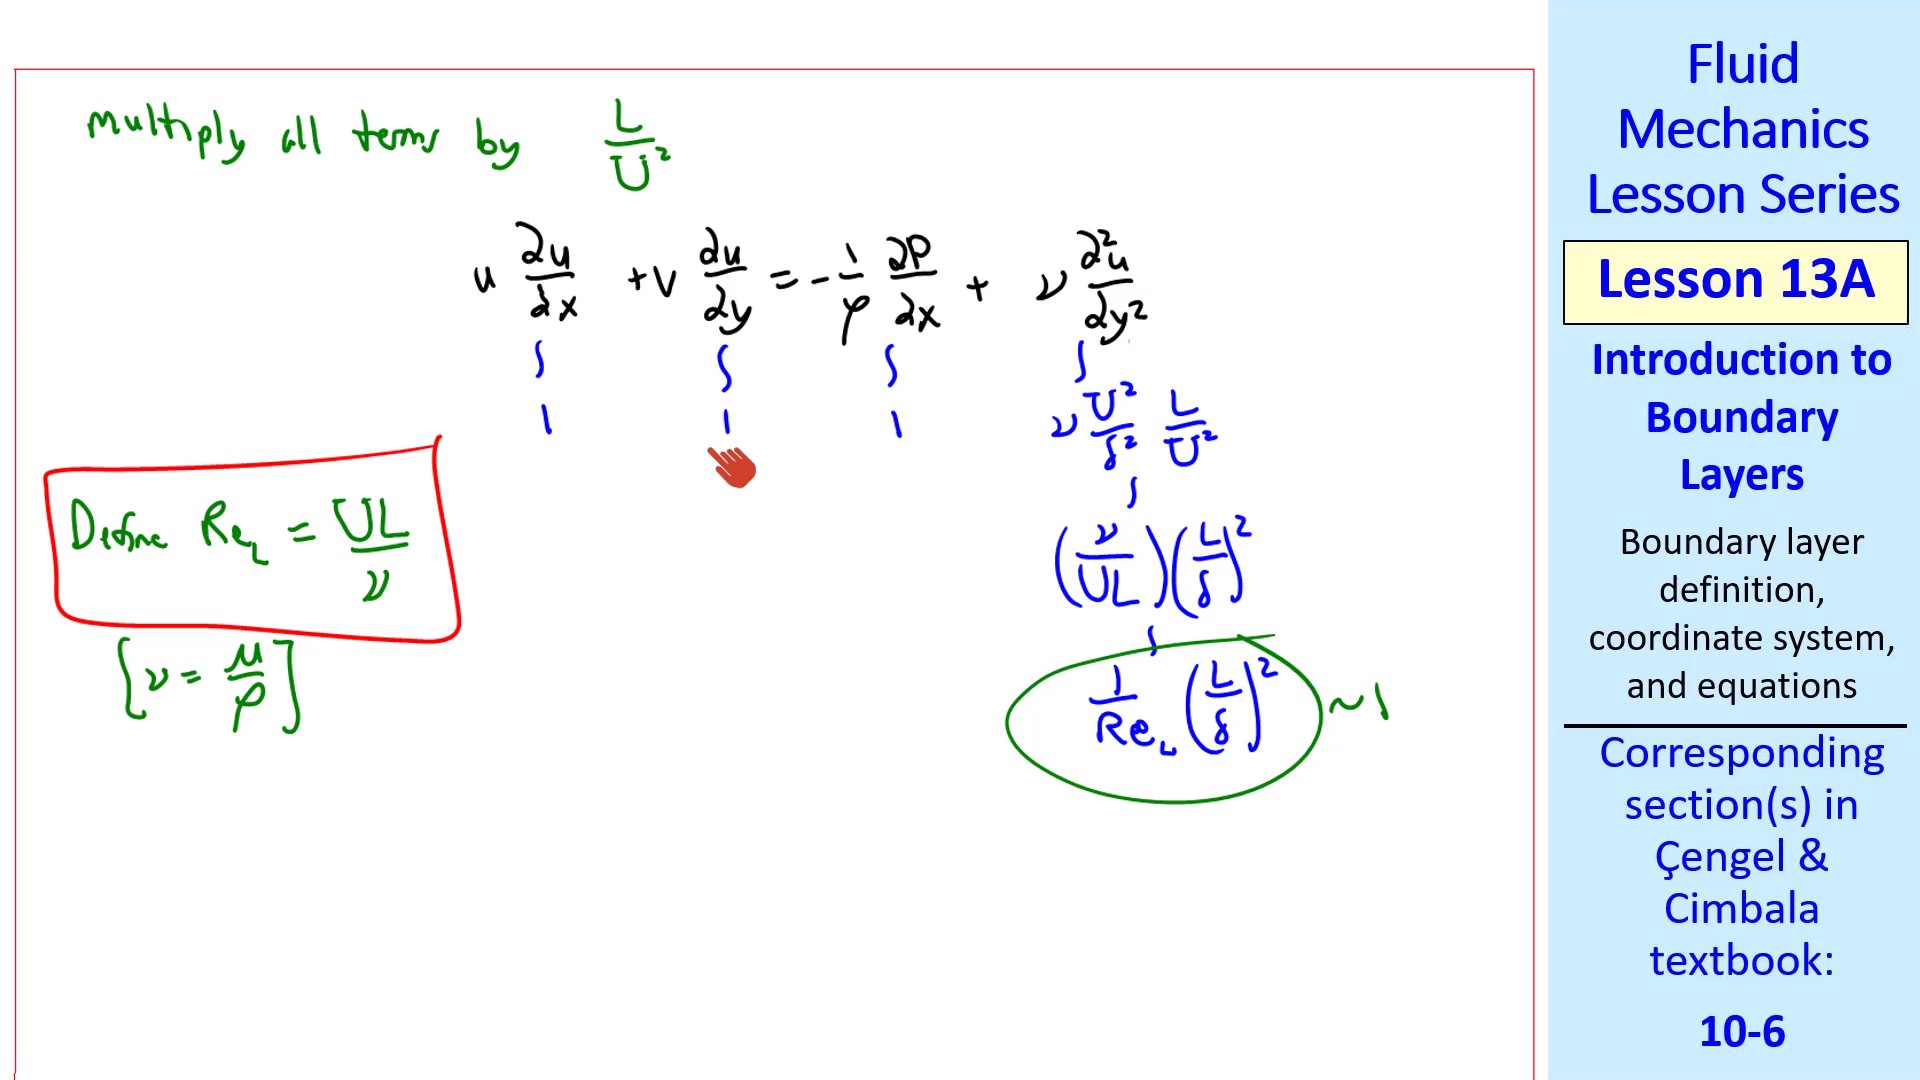 multiply all terms by L/U²
u ∂u/∂x + v ∂u/∂y = - 1/ρ ∂P/∂x + ν ∂²u/∂y²
∫ ∫ ∫ ∫
1 1 1 ν U²/δ² L/U²
∫
(ν/UL)(L/δ)²
∫
1/Re_L (L/δ)² ~1
Define Re_L = UL/ν
[ν = μ/ρ]
Fluid
Mechanics
Lesson Series
Lesson 13A
Introduction to
Boundary
Layers
Boundary layer
definition,
coordinate system,
and equations
Corresponding
section(s) in
Çengel &
Cimbala
textbook:
10-6